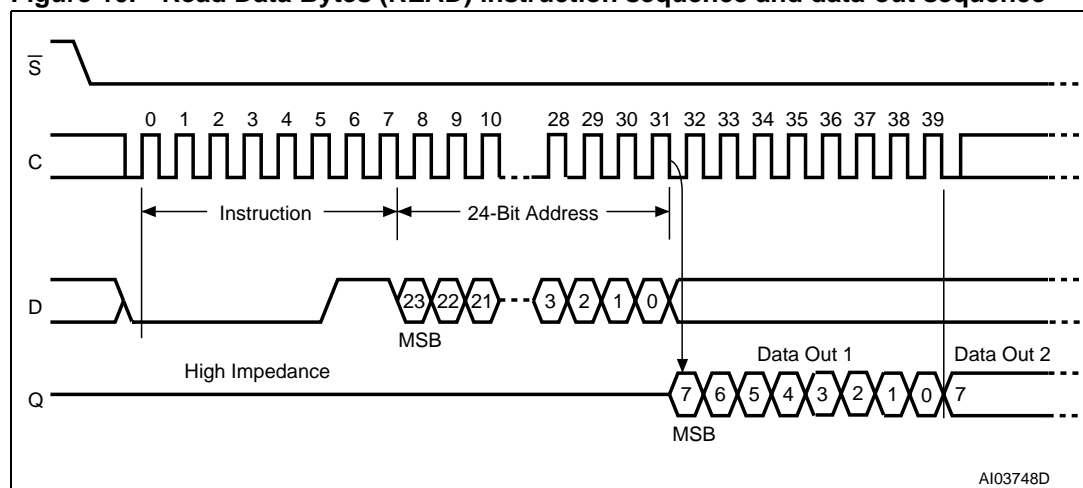 Figure 10. Read Data Bytes (READ) instruction sequence and data-out sequence
S
0 1 2 3 4 5 6 7 8 9 10 28 29 30 31 32 33 34 35 36 37 38 39
C
Instruction 24-Bit Address
D 23 22 21 3 2 1 0
MSB
High Impedance Data Out 1 Data Out 2
Q 7 6 5 4 3 2 1 0 7
MSB
AI03748D